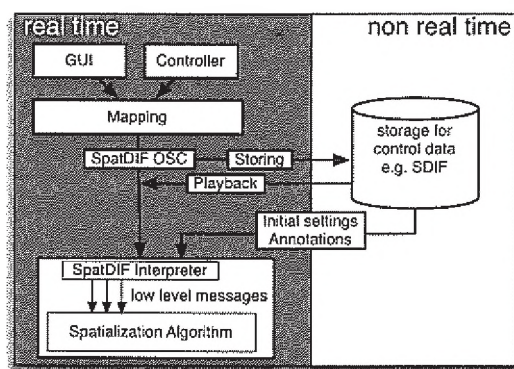 real time
non real time
GUI
Controller
Mapping
SpatDIF OSC
Storing
Playback
storage for
control data
e.g. SDIF
Initial settings
Annotations
SpatDIF Interpreter
low level messages
Spatialization Algorithm